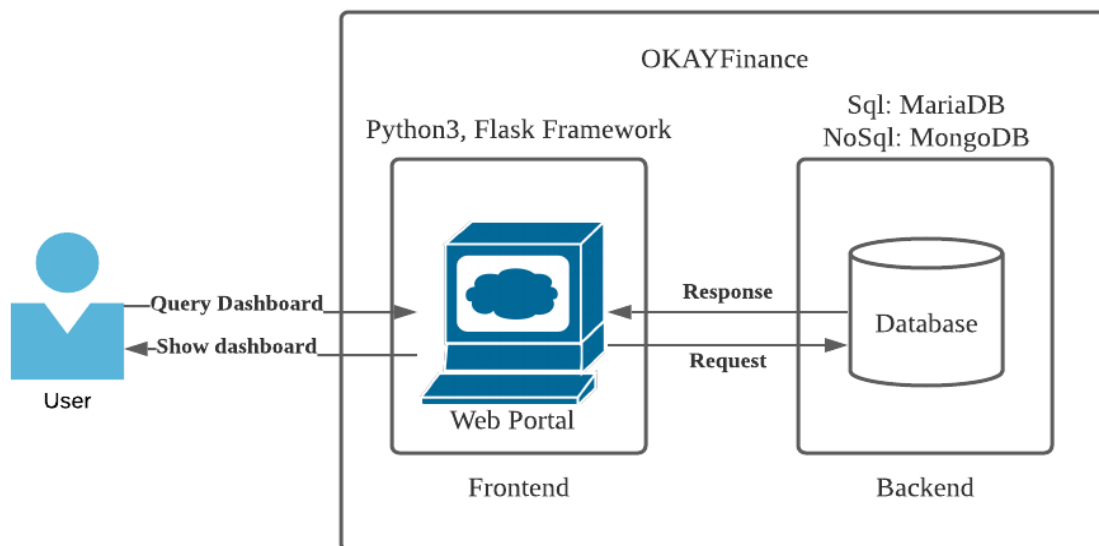 OKAYFinance
Sql: MariaDB
NoSql: MongoDB
Python3, Flask Framework
Query Dashboard
Show dashboard
User
Web Portal
Response
Request
Database
Frontend
Backend